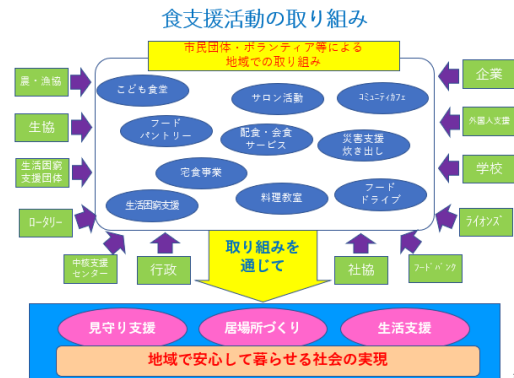 食支援活動の取り組み
市民団体・ボランティア等による
地域での取り組み
農・漁協
生協
生活困窮
支援団体
ロータリー
中核支援
センター
行政
こども食堂
サロン活動
コミュニティカフェ
フード
パントリー
配食・会食
サービス
災害支援
炊き出し
宅食事業
生活困窮支援
料理教室
フード
ドライブ
企業
外国人支援
学校
ライオンズ
フードバンク
社協
取り組みを
通じて
見守り支援
居場所づくり
生活支援
地域で安心して暮らせる社会の実現